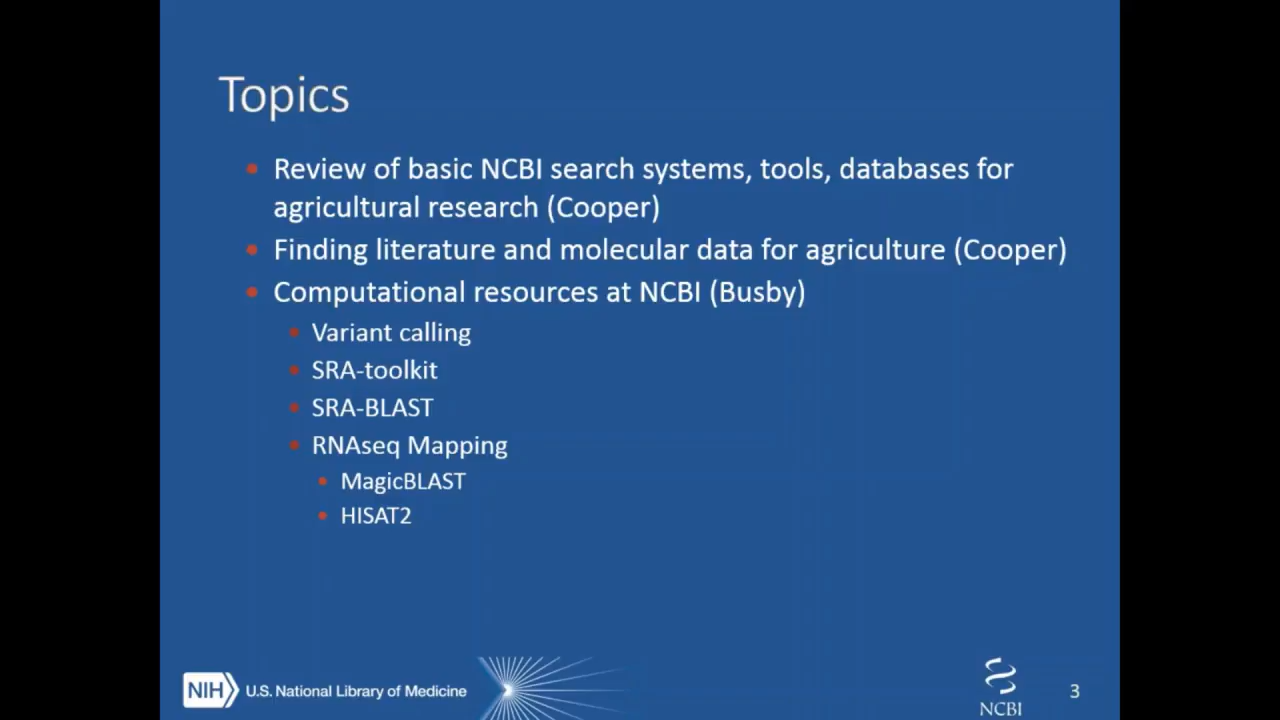 Topics
Review of basic NCBI search systems, tools, databases for
agricultural research (Cooper)
Finding literature and molecular data for agriculture (Cooper)
Computational resources at NCBI (Busby)
Variant calling
SRA-toolkit
SRA-BLAST
RNAseq Mapping
MagicBLAST
HISAT2
NIH U.S. National Library of Medicine
NCBI
3